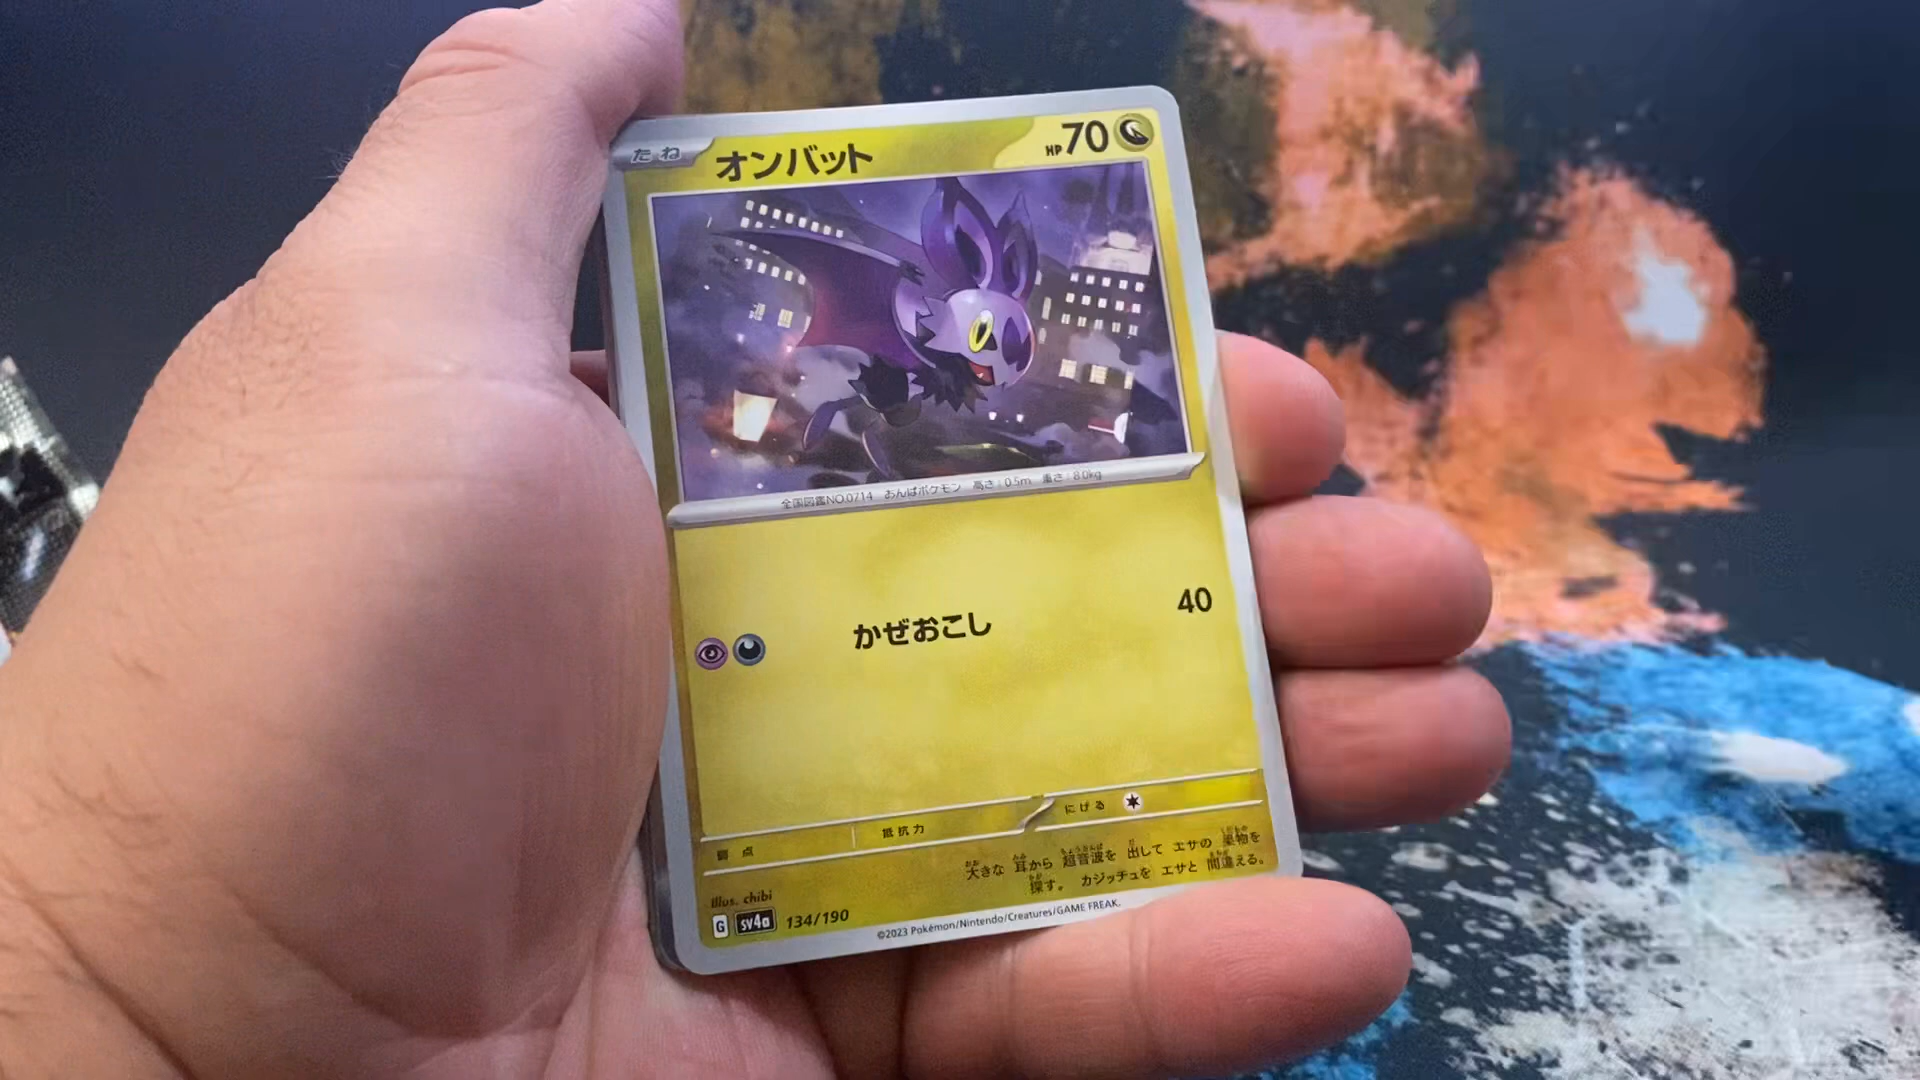 たね オンバット HP70
全国図鑑NO.0714 おんぱポケモン 高さ：0.5m 重さ：8.0kg
かぜおこし 40
弱点 抵抗力 にげる
大きな 耳から 超音波を 出して エサの 果物を
探す。 カジッチュを エサと 間違える。
Illus. chibi
G sv4a 134/190
©2023 Pokémon/Nintendo/Creatures/GAME FREAK.